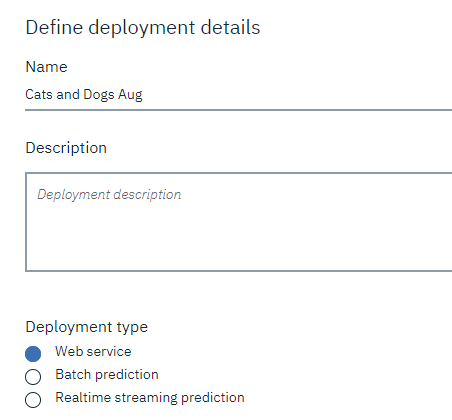 Define deployment details
Name
Cats and Dogs Aug
Description
Deployment description
Deployment type
Web service
Batch prediction
Realtime streaming prediction